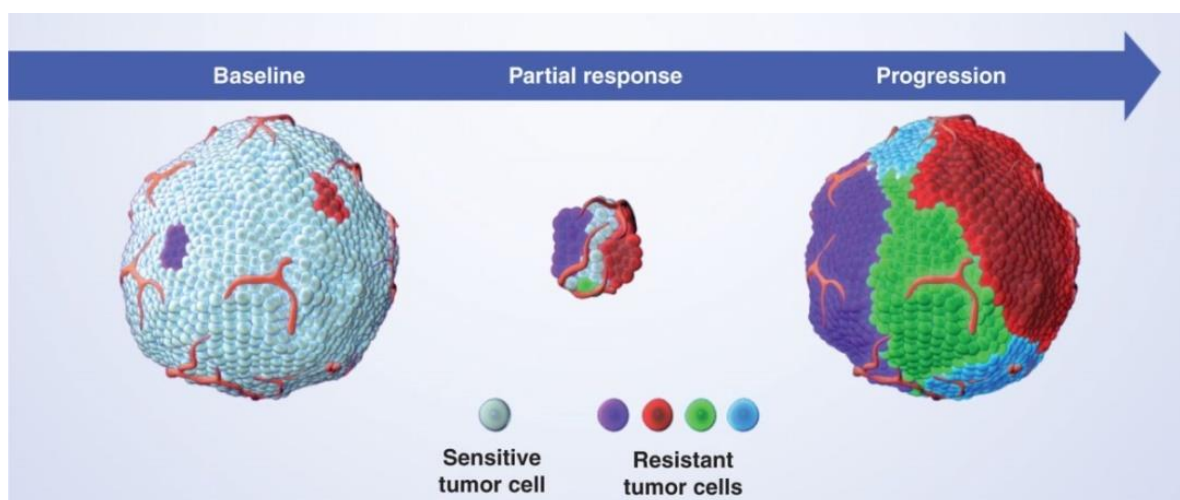 Baseline
Partial response
Progression
Sensitive
tumor cell
Resistant
tumor cells